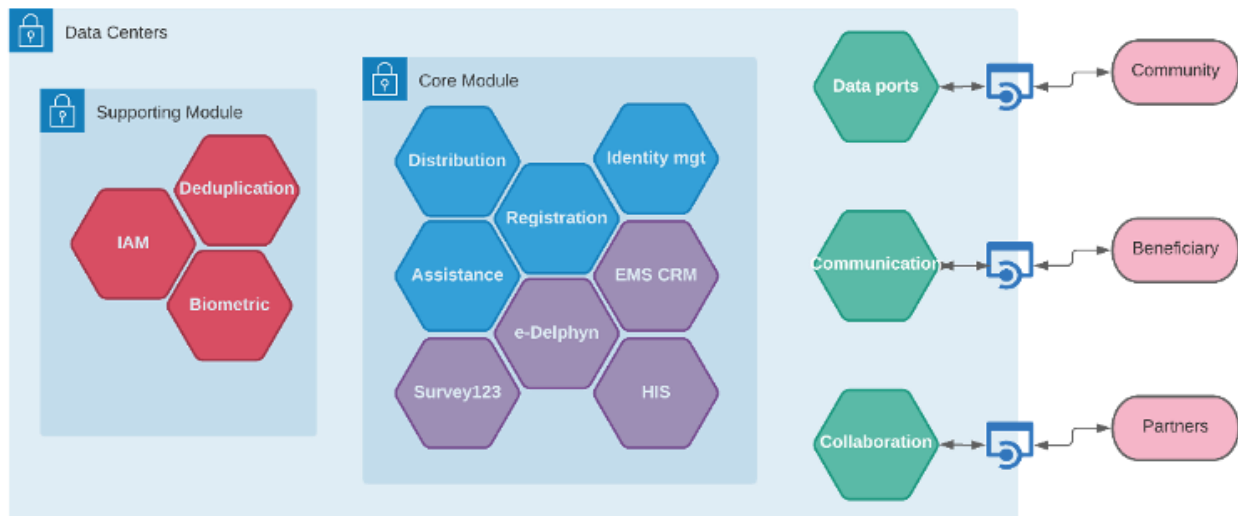 Data Centers
Supporting Module
Deduplication
IAM
Biometric
Core Module
Distribution
Identity mgt
Registration
Assistance
EMS CRM
e-Delphyn
Survey123
HIS
Data ports
Community
Communication
Beneficiary
Collaboration
Partners